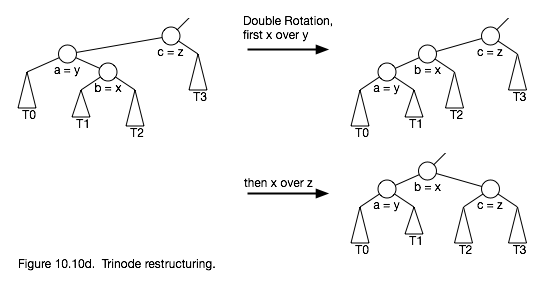 Double Rotation,
first x over y
c = z
a = y
b = x
T0
T1
T2
T3
c = z
b = x
a = y
T0
T1
T2
T3
then x over z
b = x
a = y
c = z
T0
T1
T2
T3
Figure 10.10d. Trinode restructuring.